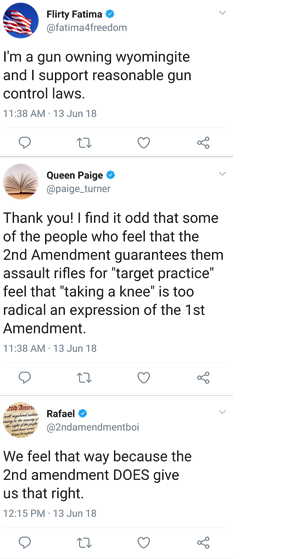 Flirty Fatima
@fatima4freedom
I'm a gun owning wyomingite
and I support reasonable gun
control laws.
11:38 AM · 13 Jun 18
Queen Paige
@paige_turner
Thank you! I find it odd that some
of the people who feel that the
2nd Amendment guarantees them
assault rifles for "target practice"
feel that "taking a knee" is too
radical an expression of the 1st
Amendment.
11:38 AM · 13 Jun 18
Rafael
@2ndamendmentboi
We feel that way because the
2nd amendment DOES give
us that right.
12:15 PM · 13 Jun 18